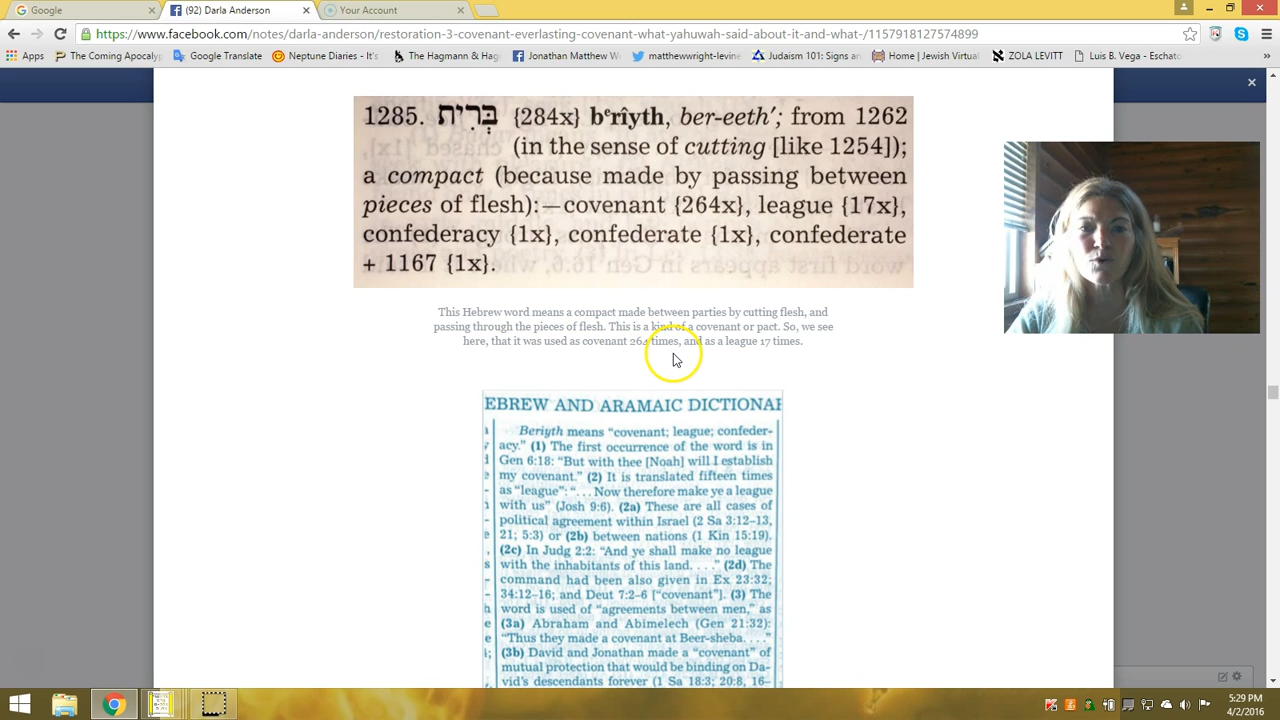 Google
(92) Darla Anderson
Your Account
https://www.facebook.com/notes/darla-anderson/restoration-3-covenant-everlasting-covenant-what-yahuwah-said-about-it-and-what-/1157918127574899
Apps The Coming Apocalyp Google Translate Neptune Diaries - It's The Hagmann & Hag Jonathan Matthew W matthewwright-levine Judaism 101: Signs an Home | Jewish Virtual ZOLA LEVITT Luis B. Vega - Eschato
1285. בְּרִית {284x} bᵉrîyth, ber-eeth′; from 1262
(in the sense of cutting [like 1254]);
a compact (because made by passing between
pieces of flesh):—covenant {264x}, league {17x},
confederacy {1x}, confederate {1x}, confederate
+ 1167 {1x}.
This Hebrew word means a compact made between parties by cutting flesh, and
passing through the pieces of flesh. This is a kind of a covenant or pact. So, we see
here, that it was used as covenant 264 times, and as a league 17 times.
EBREW AND ARAMAIC DICTIONAR
Beriyth means “covenant; league; confeder-
acy.” (1) The first occurrence of the word is in
Gen 6:18: “But with thee [Noah] will I establish
my covenant.” (2) It is translated fifteen times
as “league”: “. . . Now therefore make ye a league
with us” (Josh 9:6). (2a) These are all cases of
political agreement within Israel (2 Sa 3:12–13,
21; 5:3) or (2b) between nations (1 Kin 15:19).
(2c) In Judg 2:2: “And ye shall make no league
with the inhabitants of this land. . . .” (2d) The
command had been also given in Ex 23:32;
34:12–16; and Deut 7:2–6 [“covenant”]. (3) The
word is used of “agreements between men,” as
(3a) Abraham and Abimelech (Gen 21:32):
“Thus they made a covenant at Beer-sheba. . . .”
(3b) David and Jonathan made a “covenant” of
mutual protection that would be binding on Da-
vid’s descendants forever (1 Sa 18:3; 20:8, 16–
5:29 PM
4/2/2016